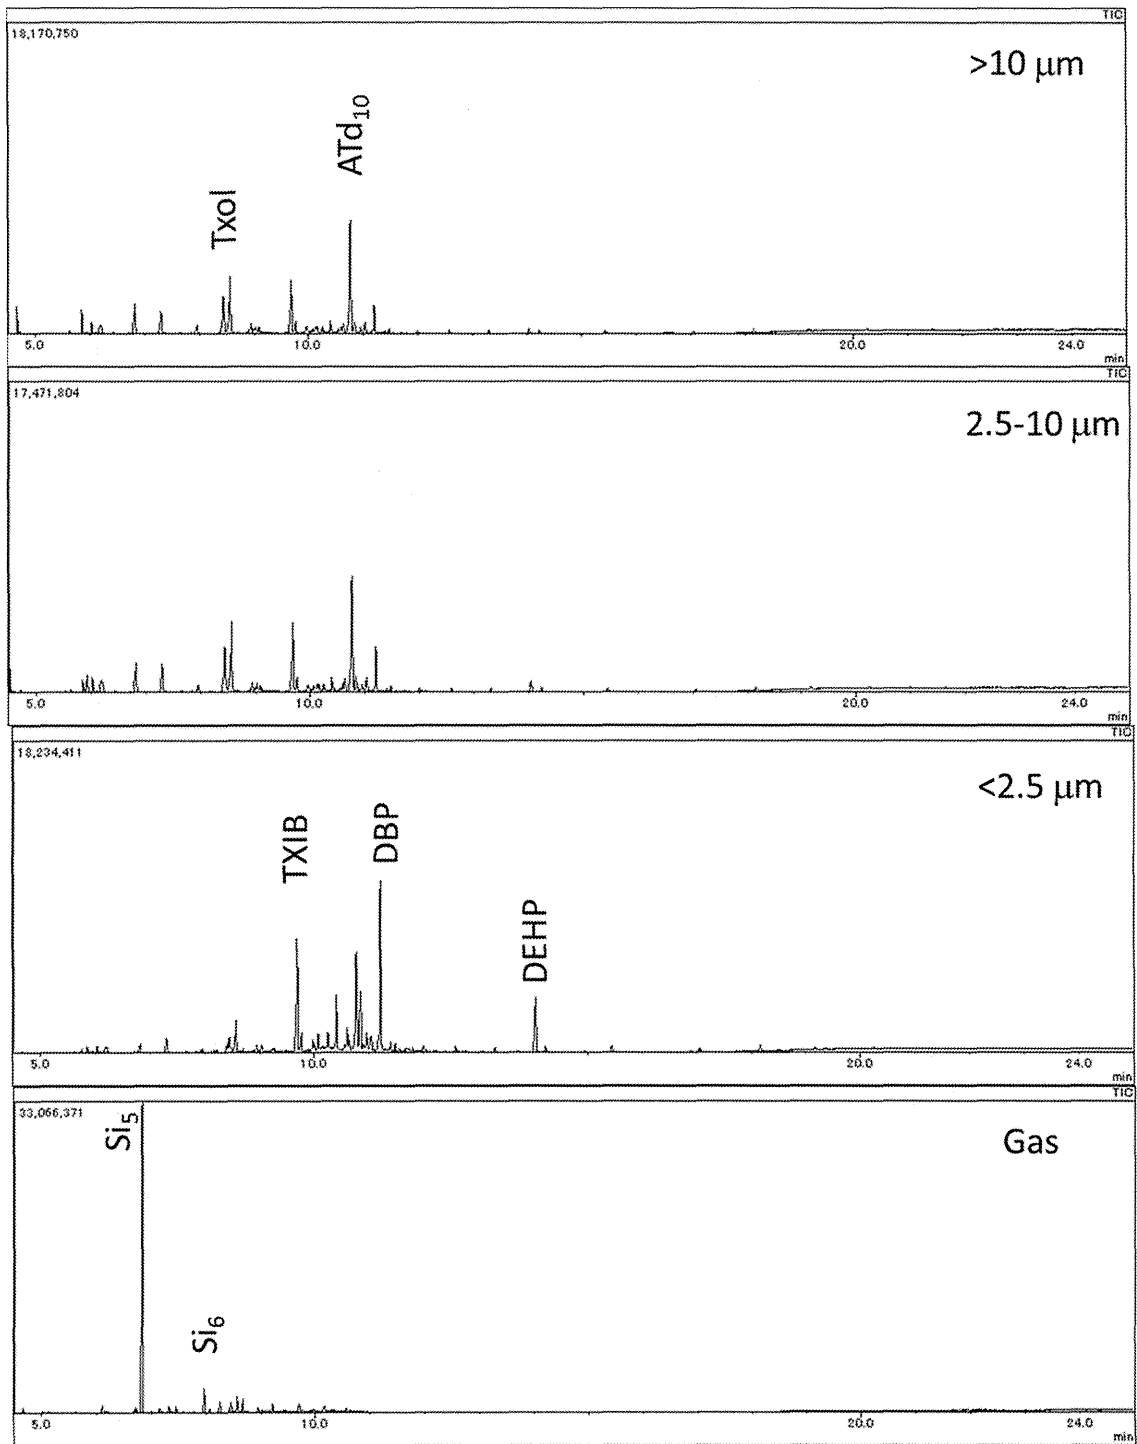 TIC
18,170,750
>10 μm
ATd10
Txol
5.0 10.0 20.0 24.0
min
TIC
17,471,804
2.5-10 μm
5.0 10.0 20.0 24.0
min
TIC
18,234,411
<2.5 μm
TXIB
DBP
DEHP
5.0 10.0 20.0 24.0
min
TIC
33,066,371
Si5
Gas
Si6
5.0 10.0 20.0 24.0
min